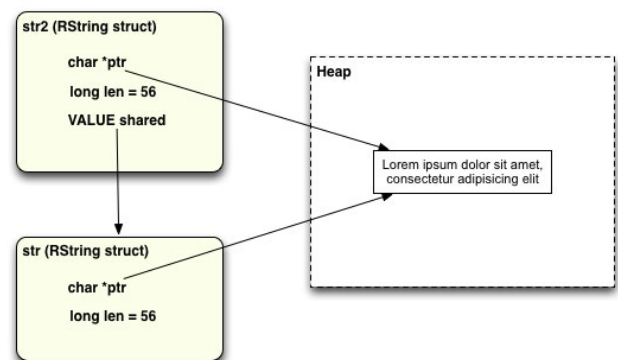 str2 (RString struct)
char *ptr
long len = 56
VALUE shared
Heap
Lorem ipsum dolor sit amet,
consectetur adipisicing elit
str (RString struct)
char *ptr
long len = 56